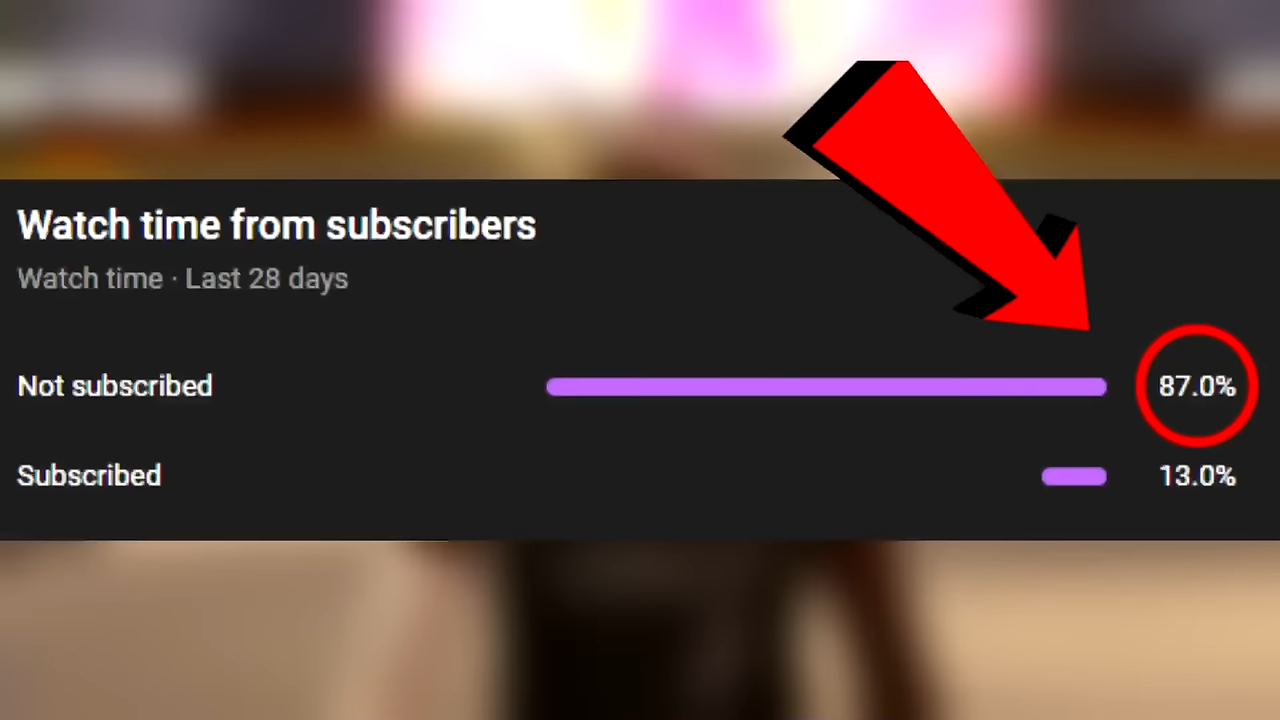 Watch time from subscribers
Watch time · Last 28 days
Not subscribed 87.0%
Subscribed 13.0%